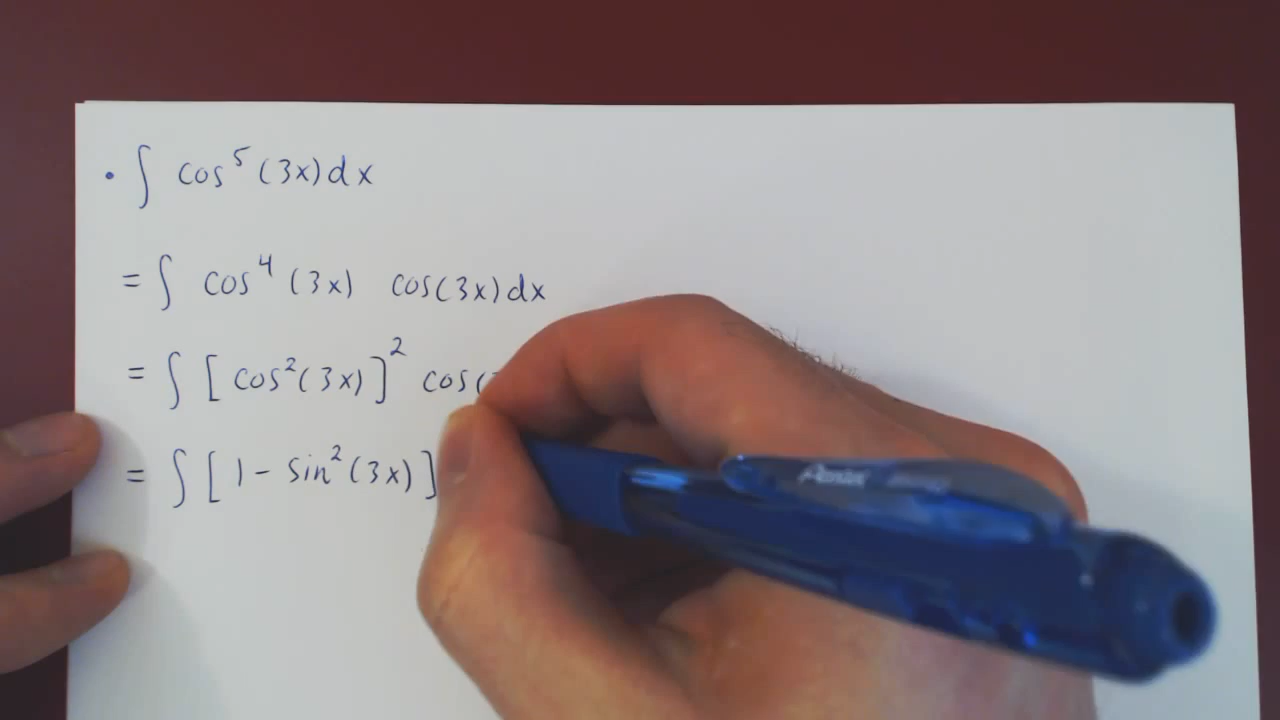 • ∫ cos⁵(3x)dx
= ∫ cos⁴(3x) cos(3x)dx
= ∫ [cos²(3x)]² cos(
= ∫ [1 - sin²(3x)]
Pentel